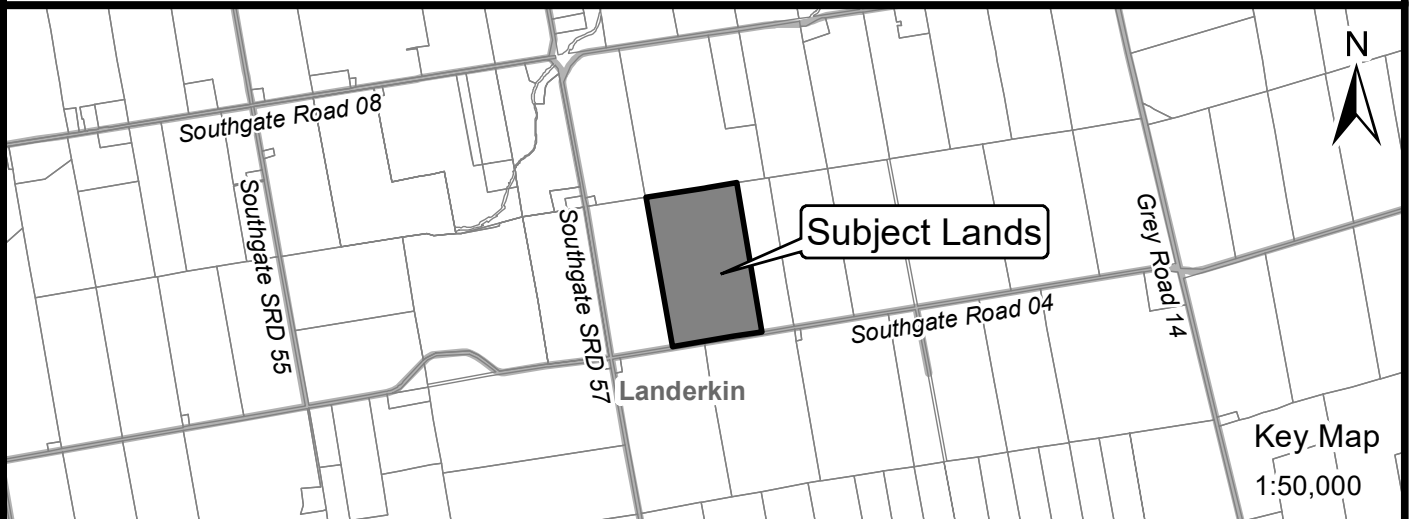 N
Southgate Road 08
Southgate SRD 55
Southgate SRD 57
Subject Lands
Grey Road 14
Southgate Road 04
Landerkin
Key Map
1:50,000